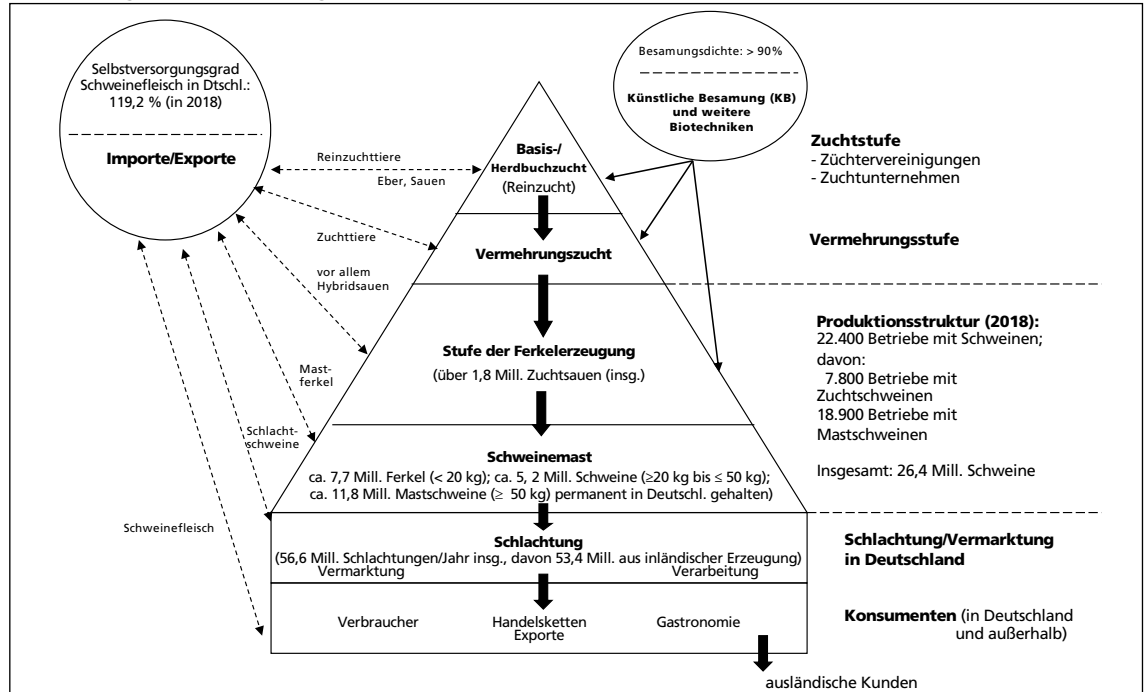 Selbstversorgungsgrad
Schweinefleisch in Dtschl.:
119,2 % (in 2018)
Importe/Exporte
Besamungsdichte: > 90%
Künstliche Besamung (KB)
und weitere
Biotechniken
Reinzuchttiere
Eber, Sauen
Zuchttiere
vor allem
Hybridsauen
Mast-
ferkel
Schlacht-
schweine
Schweinefleisch
Basis-/
Herdbuchzucht
(Reinzucht)
Vermehrungszucht
Stufe der Ferkelerzeugung
(über 1,8 Mill. Zuchtsauen (insg.)
Schweinemast
ca. 7,7 Mill. Ferkel (< 20 kg); ca. 5, 2 Mill. Schweine (≥20 kg bis ≤ 50 kg);
ca. 11,8 Mill. Mastschweine (≥ 50 kg) permanent in Deutschl. gehalten)
Schlachtung
(56,6 Mill. Schlachtungen/Jahr insg., davon 53,4 Mill. aus inländischer Erzeugung)
Vermarktung Verarbeitung
Verbraucher Handelsketten Gastronomie
Exporte
ausländische Kunden
Zuchtstufe
- Züchtervereinigungen
- Zuchtunternehmen
Vermehrungsstufe
Produktionsstruktur (2018):
22.400 Betriebe mit Schweinen;
davon:
7.800 Betriebe mit
Zuchtschweinen
18.900 Betriebe mit
Mastschweinen
Insgesamt: 26,4 Mill. Schweine
Schlachtung/Vermarktung
in Deutschland
Konsumenten (in Deutschland
und außerhalb)